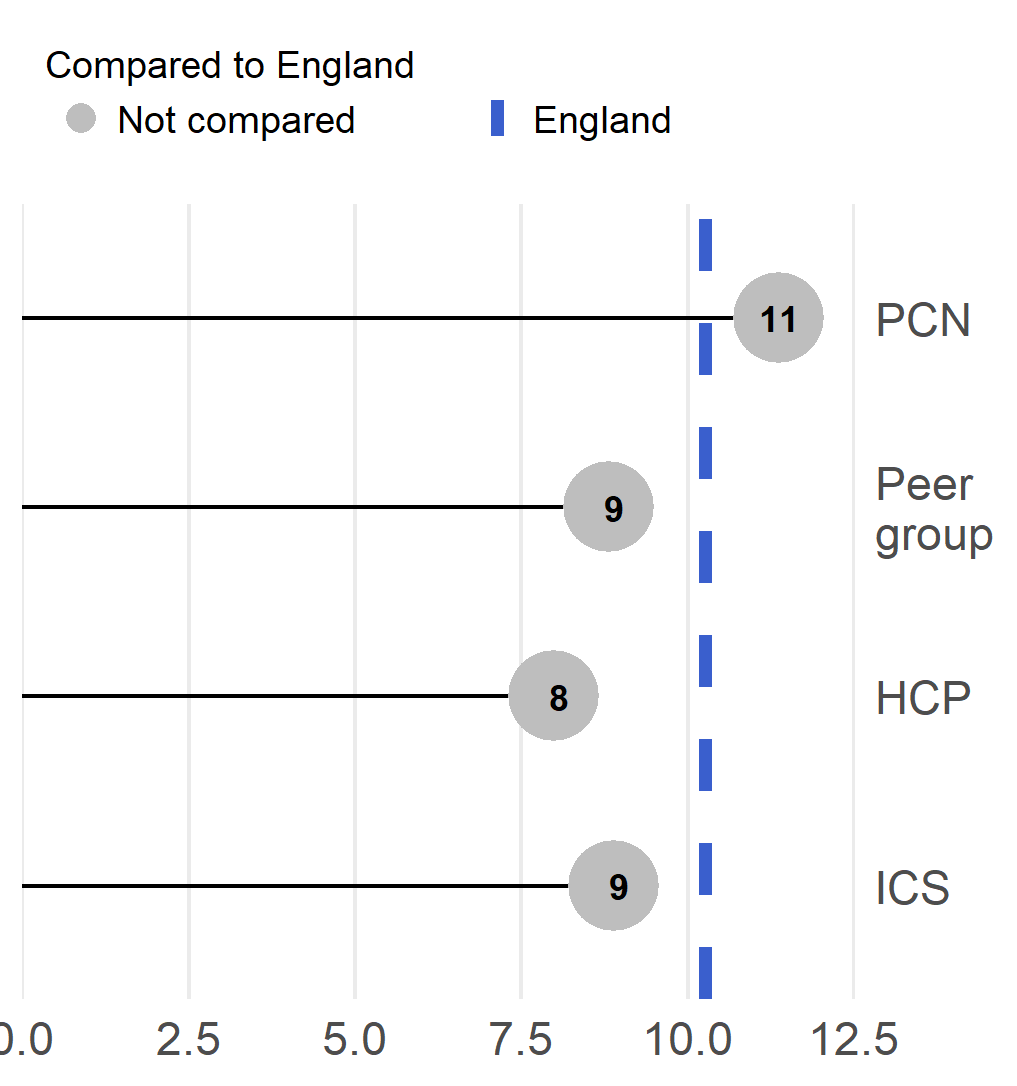 Compared to England
Not compared England
11 PCN
9 Peer
group
8 HCP
9 ICS
0.0 2.5 5.0 7.5 10.0 12.5